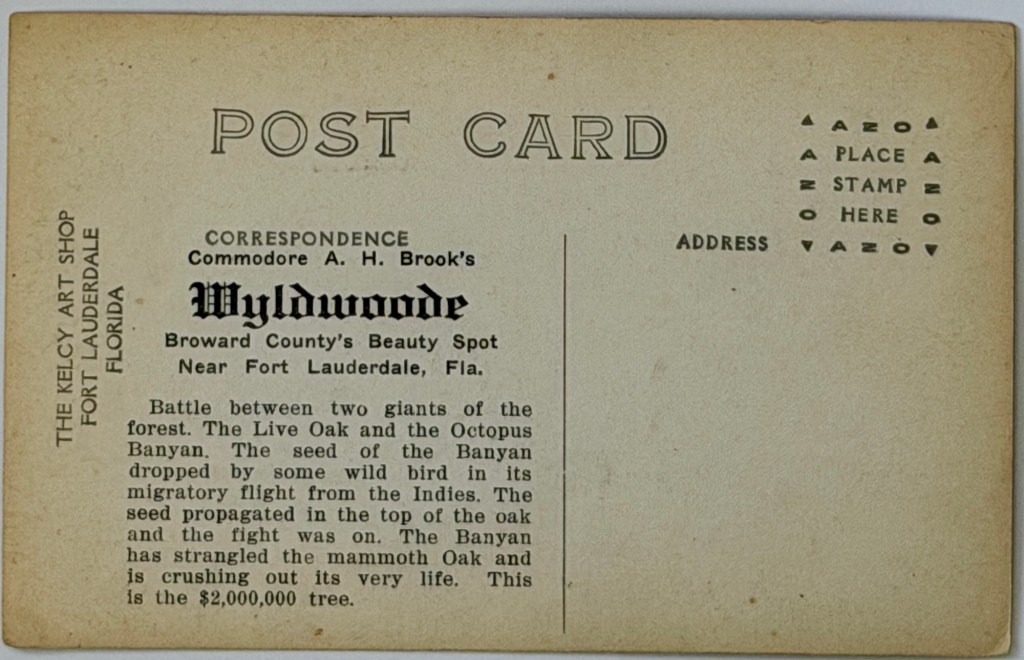 POST CARD
▲ AZO ▲
A PLACE A
Z STAMP Z
O HERE O
▼ AZO ▼
ADDRESS
THE KELCY ART SHOP
FORT LAUDERDALE
FLORIDA
CORRESPONDENCE
Commodore A. H. Brook's
Wyldwoode
Broward County's Beauty Spot
Near Fort Lauderdale, Fla.
Battle between two giants of the
forest. The Live Oak and the Octopus
Banyan. The seed of the Banyan
dropped by some wild bird in its
migratory flight from the Indies. The
seed propagated in the top of the oak
and the fight was on. The Banyan
has strangled the mammoth Oak and
is crushing out its very life. This
is the $2,000,000 tree.